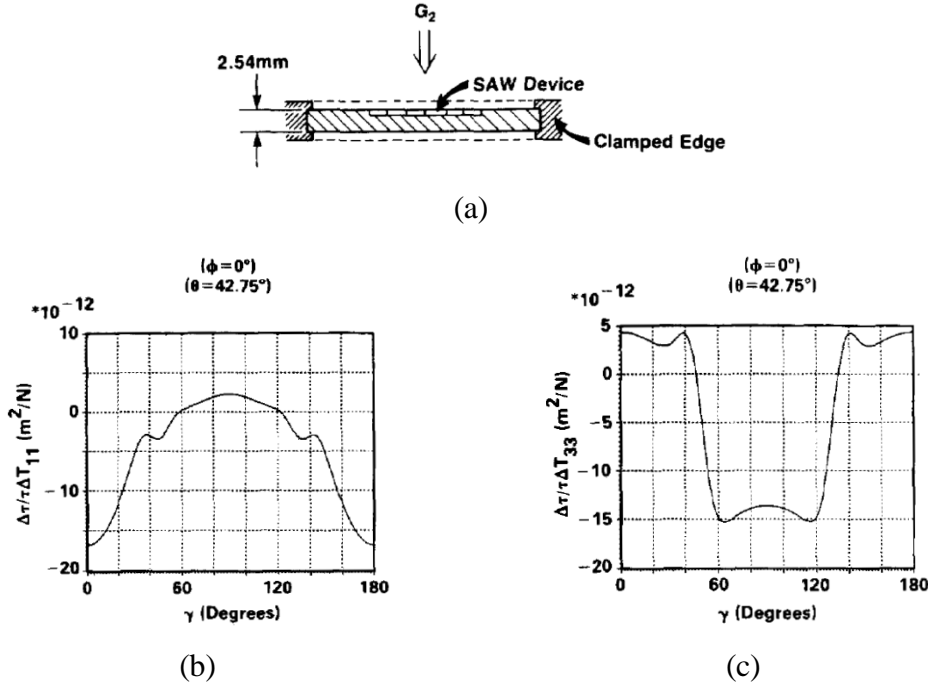 G₂
2.54mm
SAW Device
Clamped Edge
(a)
(ϕ=0°)
(θ=42.75°)
*10⁻¹²
10
0
−10
−20
Δτ/τΔT₁₁ (m²/N)
0
60
120
180
γ (Degrees)
(b)
(ϕ=0°)
(θ=42.75°)
*10⁻¹²
5
0
−5
−10
−15
−20
Δτ/τΔT₃₃ (m²/N)
0
60
120
180
γ (Degrees)
(c)